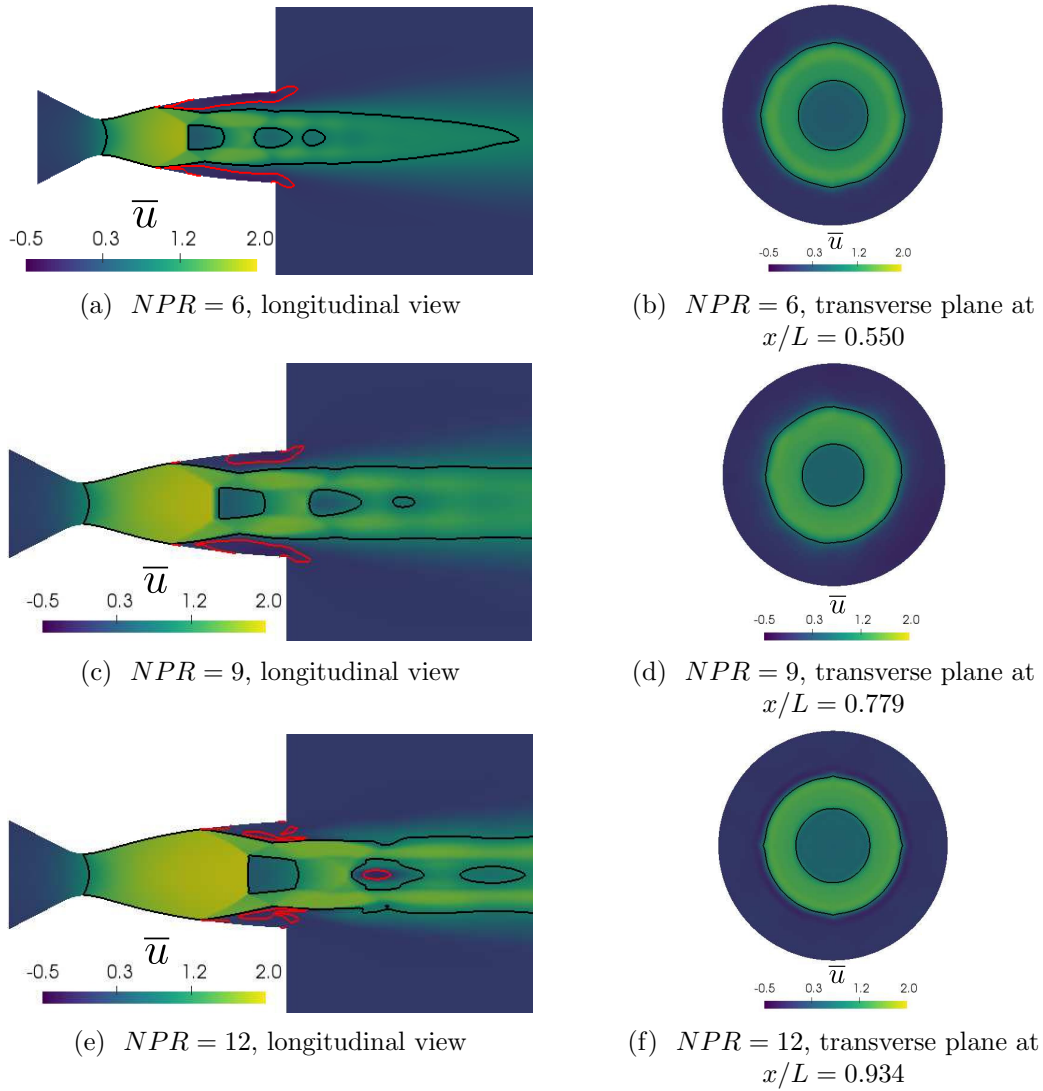 u̅
-0.5 0.3 1.2 2.0
(a) NPR = 6, longitudinal view
u̅
-0.5 0.3 1.2 2.0
(b) NPR = 6, transverse plane at
x/L = 0.550
u̅
-0.5 0.3 1.2 2.0
(c) NPR = 9, longitudinal view
u̅
-0.5 0.3 1.2 2.0
(d) NPR = 9, transverse plane at
x/L = 0.779
u̅
-0.5 0.3 1.2 2.0
(e) NPR = 12, longitudinal view
u̅
-0.5 0.3 1.2 2.0
(f) NPR = 12, transverse plane at
x/L = 0.934